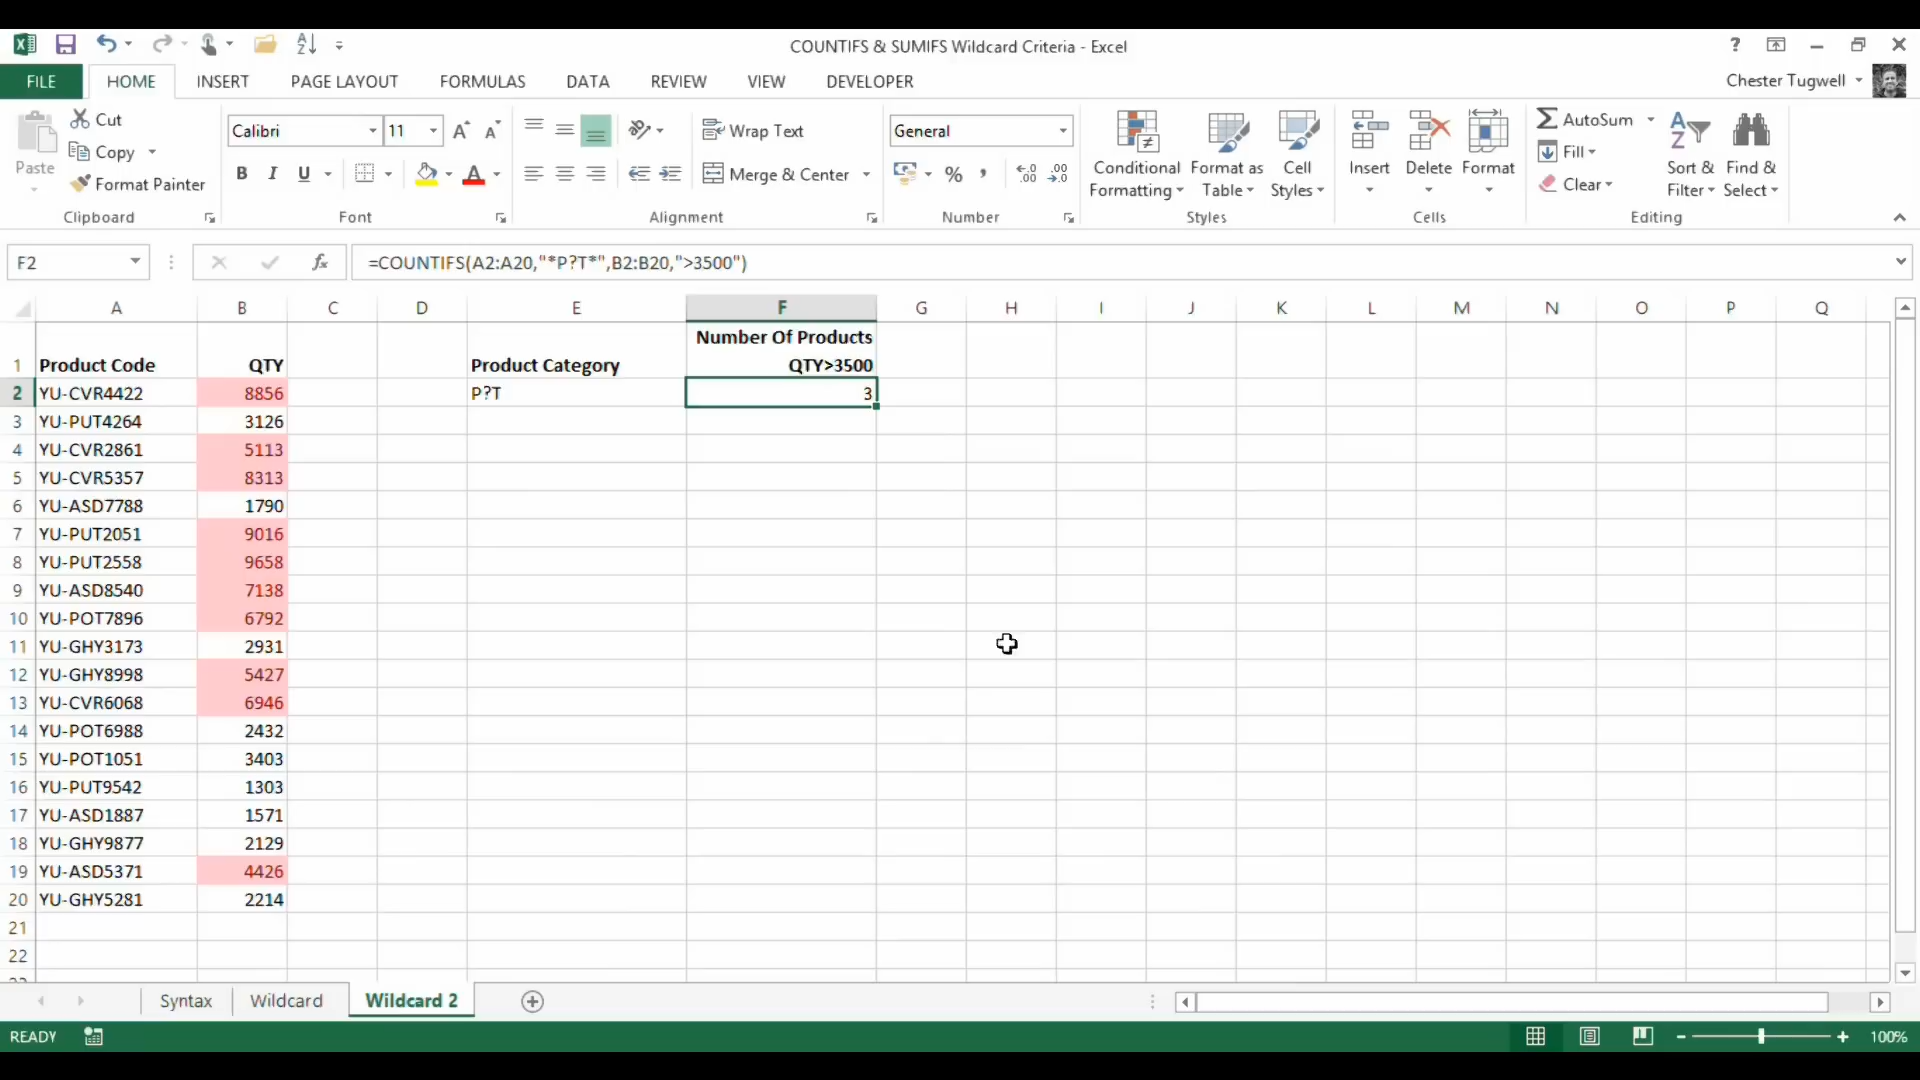 COUNTIFS & SUMIFS Wildcard Criteria - Excel
?
FILE HOME INSERT PAGE LAYOUT FORMULAS DATA REVIEW VIEW DEVELOPER Chester Tugwell
Paste
Cut
Copy
Format Painter
Clipboard
Calibri 11
B I U
Font
Wrap Text
Merge & Center
Alignment
General
%
Number
Conditional Formatting
Format as Table
Cell Styles
Styles
Insert Delete Format
Cells
AutoSum
Fill
Clear
Sort & Filter
Find & Select
Editing
F2 fx =COUNTIFS(A2:A20,"*P?T*",B2:B20,">3500")
A B C D E F G H I J K L M N O P Q
Number Of Products
1 Product Code QTY Product Category QTY>3500
2 YU-CVR4422 8856 P?T 3
3 YU-PUT4264 3126
4 YU-CVR2861 5113
5 YU-CVR5357 8313
6 YU-ASD7788 1790
7 YU-PUT2051 9016
8 YU-PUT2558 9658
9 YU-ASD8540 7138
10 YU-POT7896 6792
11 YU-GHY3173 2931
12 YU-GHY8998 5427
13 YU-CVR6068 6946
14 YU-POT6988 2432
15 YU-POT1051 3403
16 YU-PUT9542 1303
17 YU-ASD1887 1571
18 YU-GHY9877 2129
19 YU-ASD5371 4426
20 YU-GHY5281 2214
21
22
Syntax Wildcard Wildcard 2
READY 100%